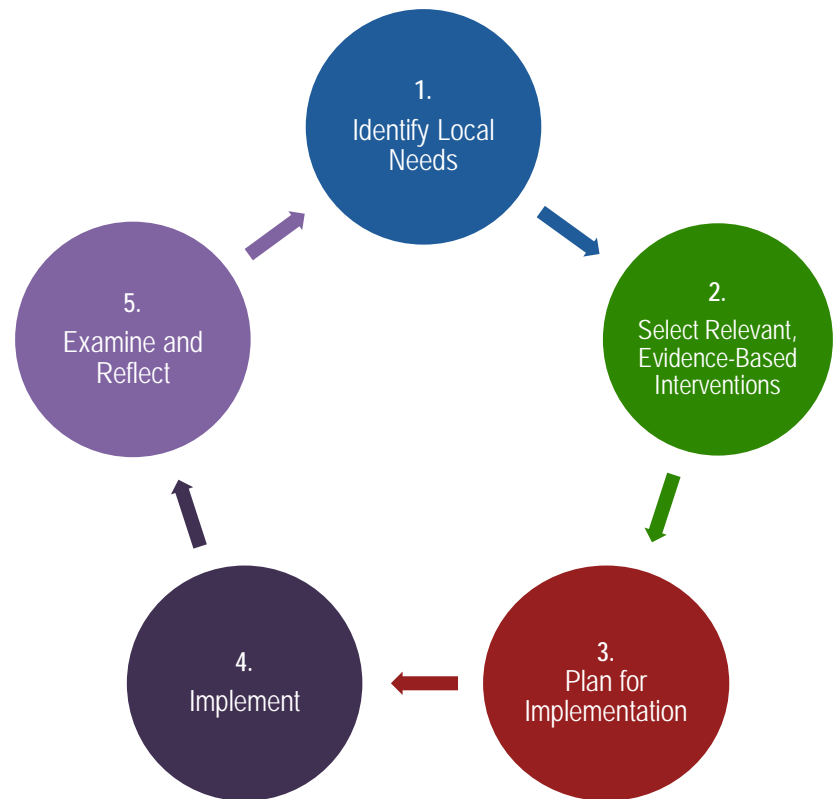 1.
Identify Local
Needs
2.
Select Relevant,
Evidence-Based
Interventions
3.
Plan for
Implementation
4.
Implement
5.
Examine and
Reflect